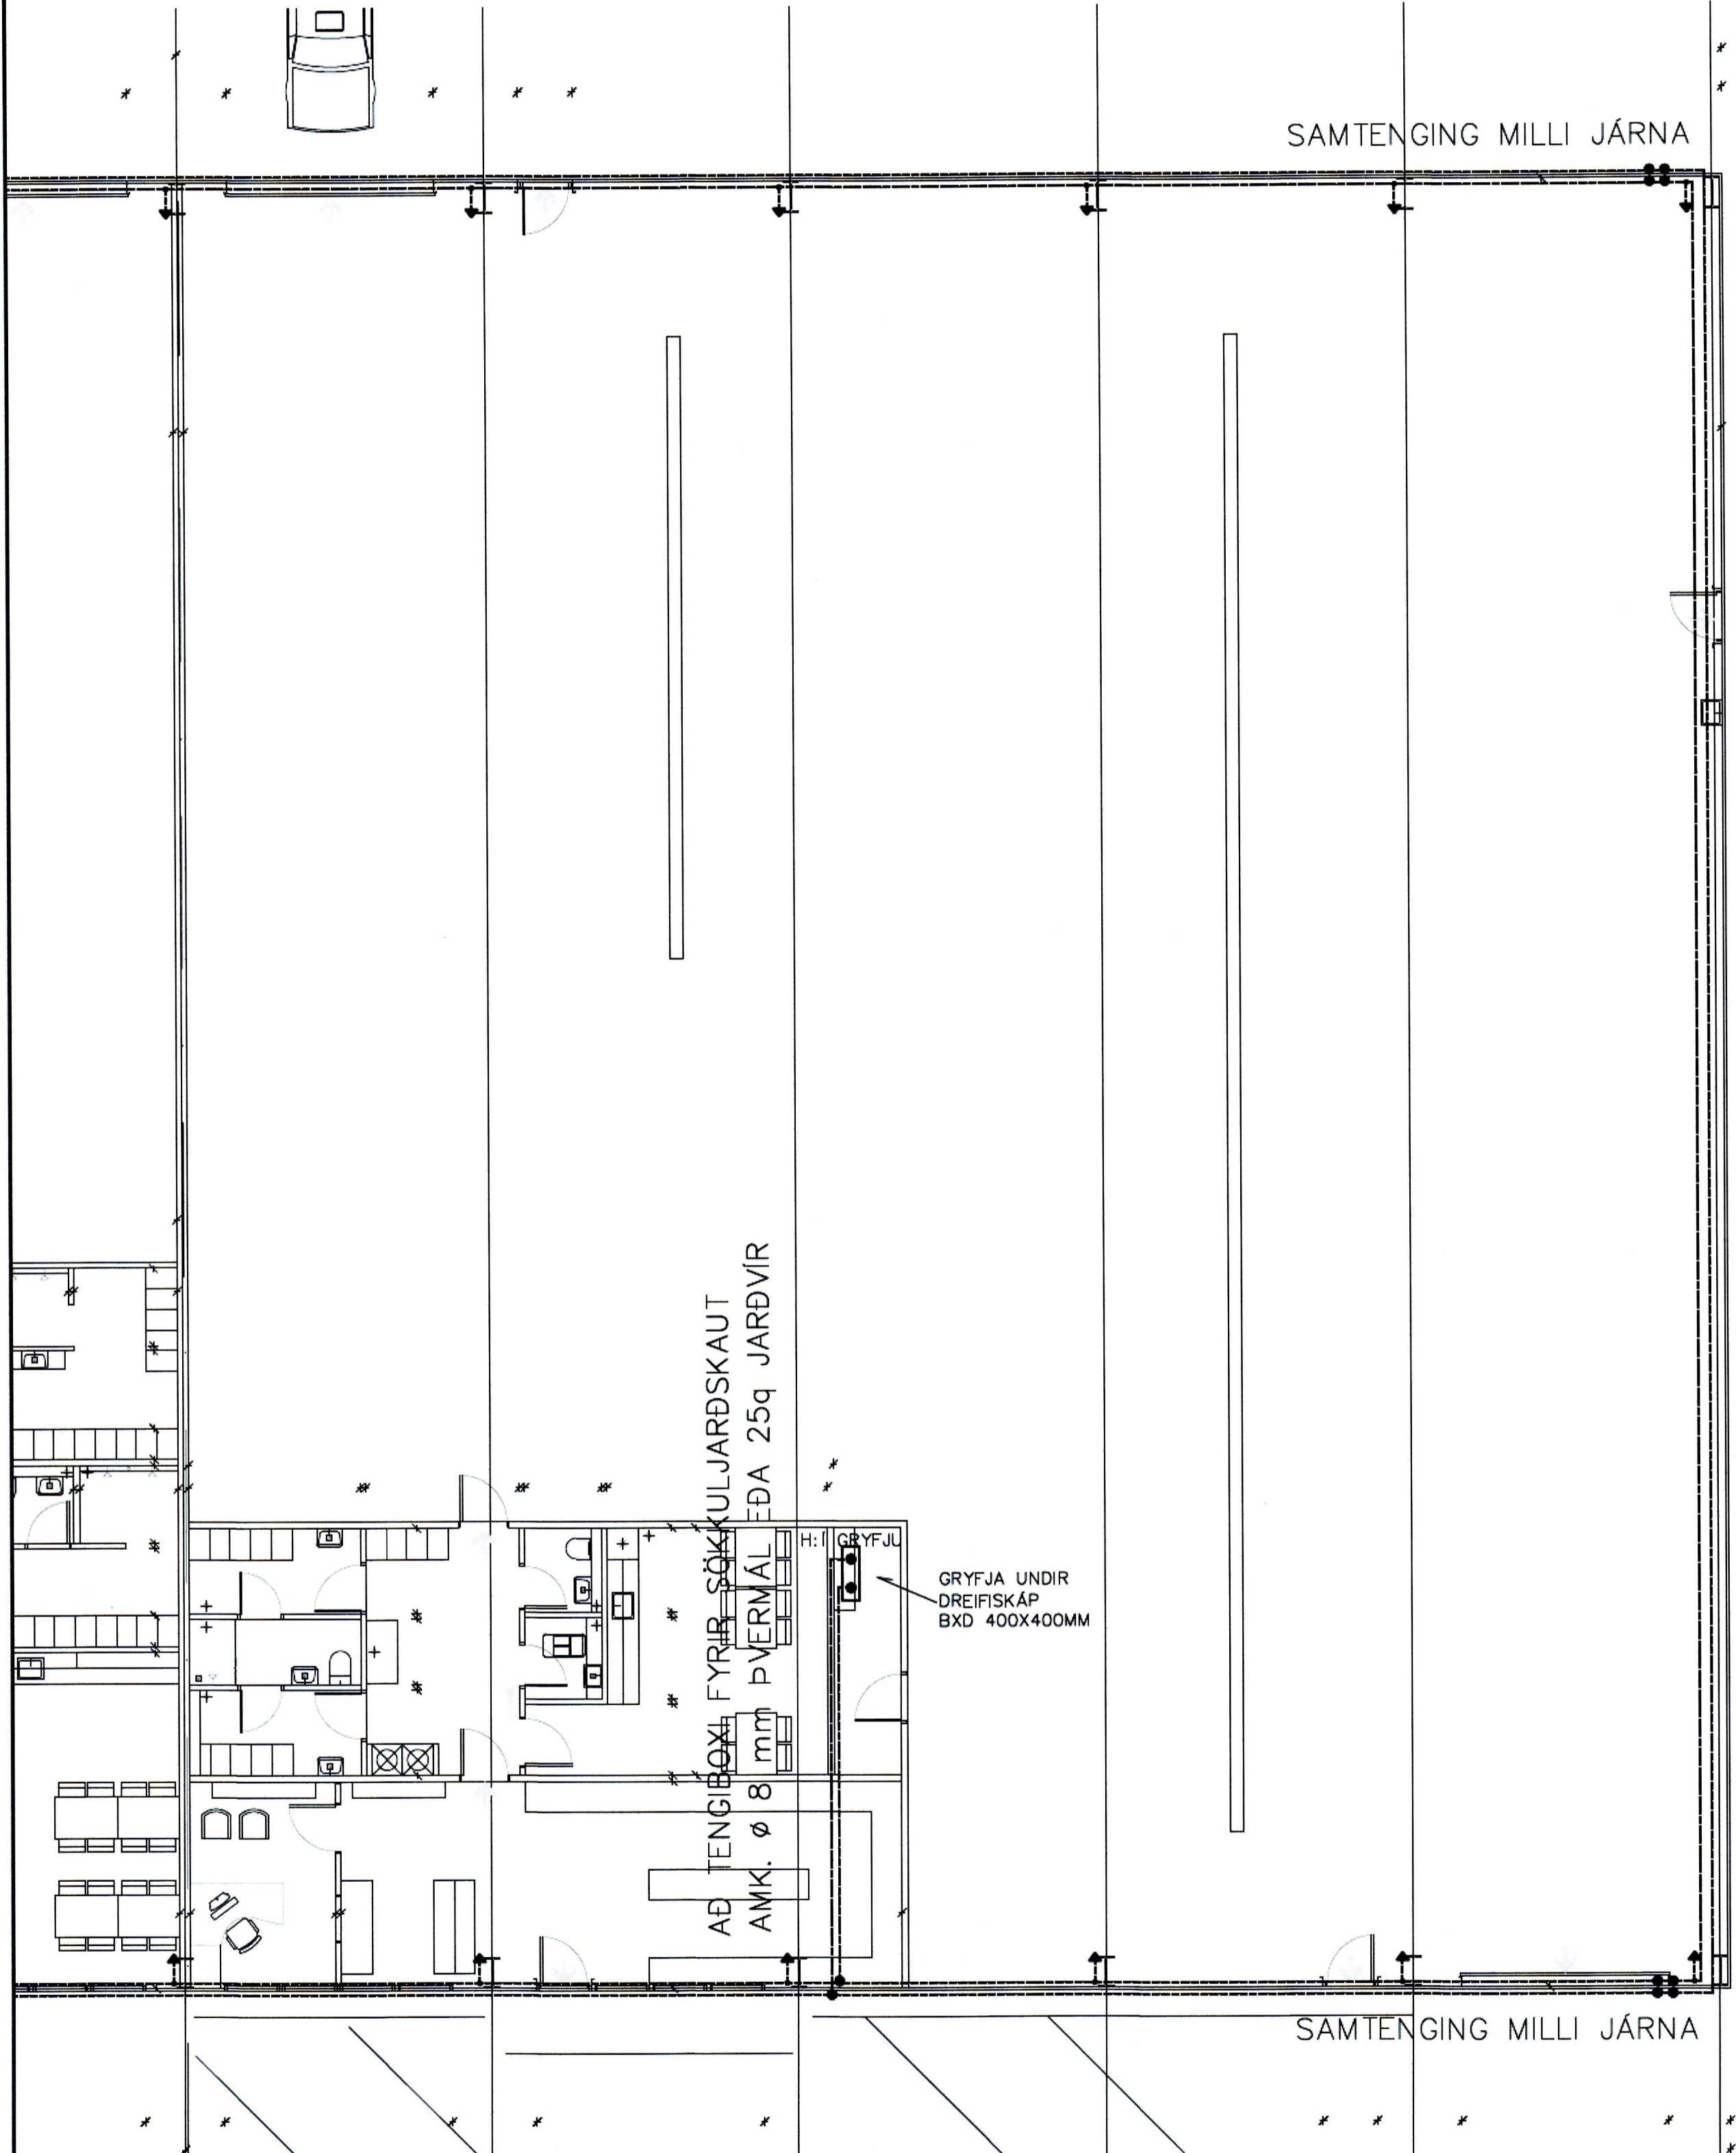 SAMTENGING MILLI JÁRNA
AÐ TENGIBOXI FYRIR SÖKKULJARÐSKAUT
AMK. ø 8 mm ÞVERMÁL EÐA 25q JARÐVÍR
H:Í GRYFJU
GRYFJA UNDIR
DREIFISKÁP
BXD 400X400MM
SAMTENGING MILLI JÁRNA